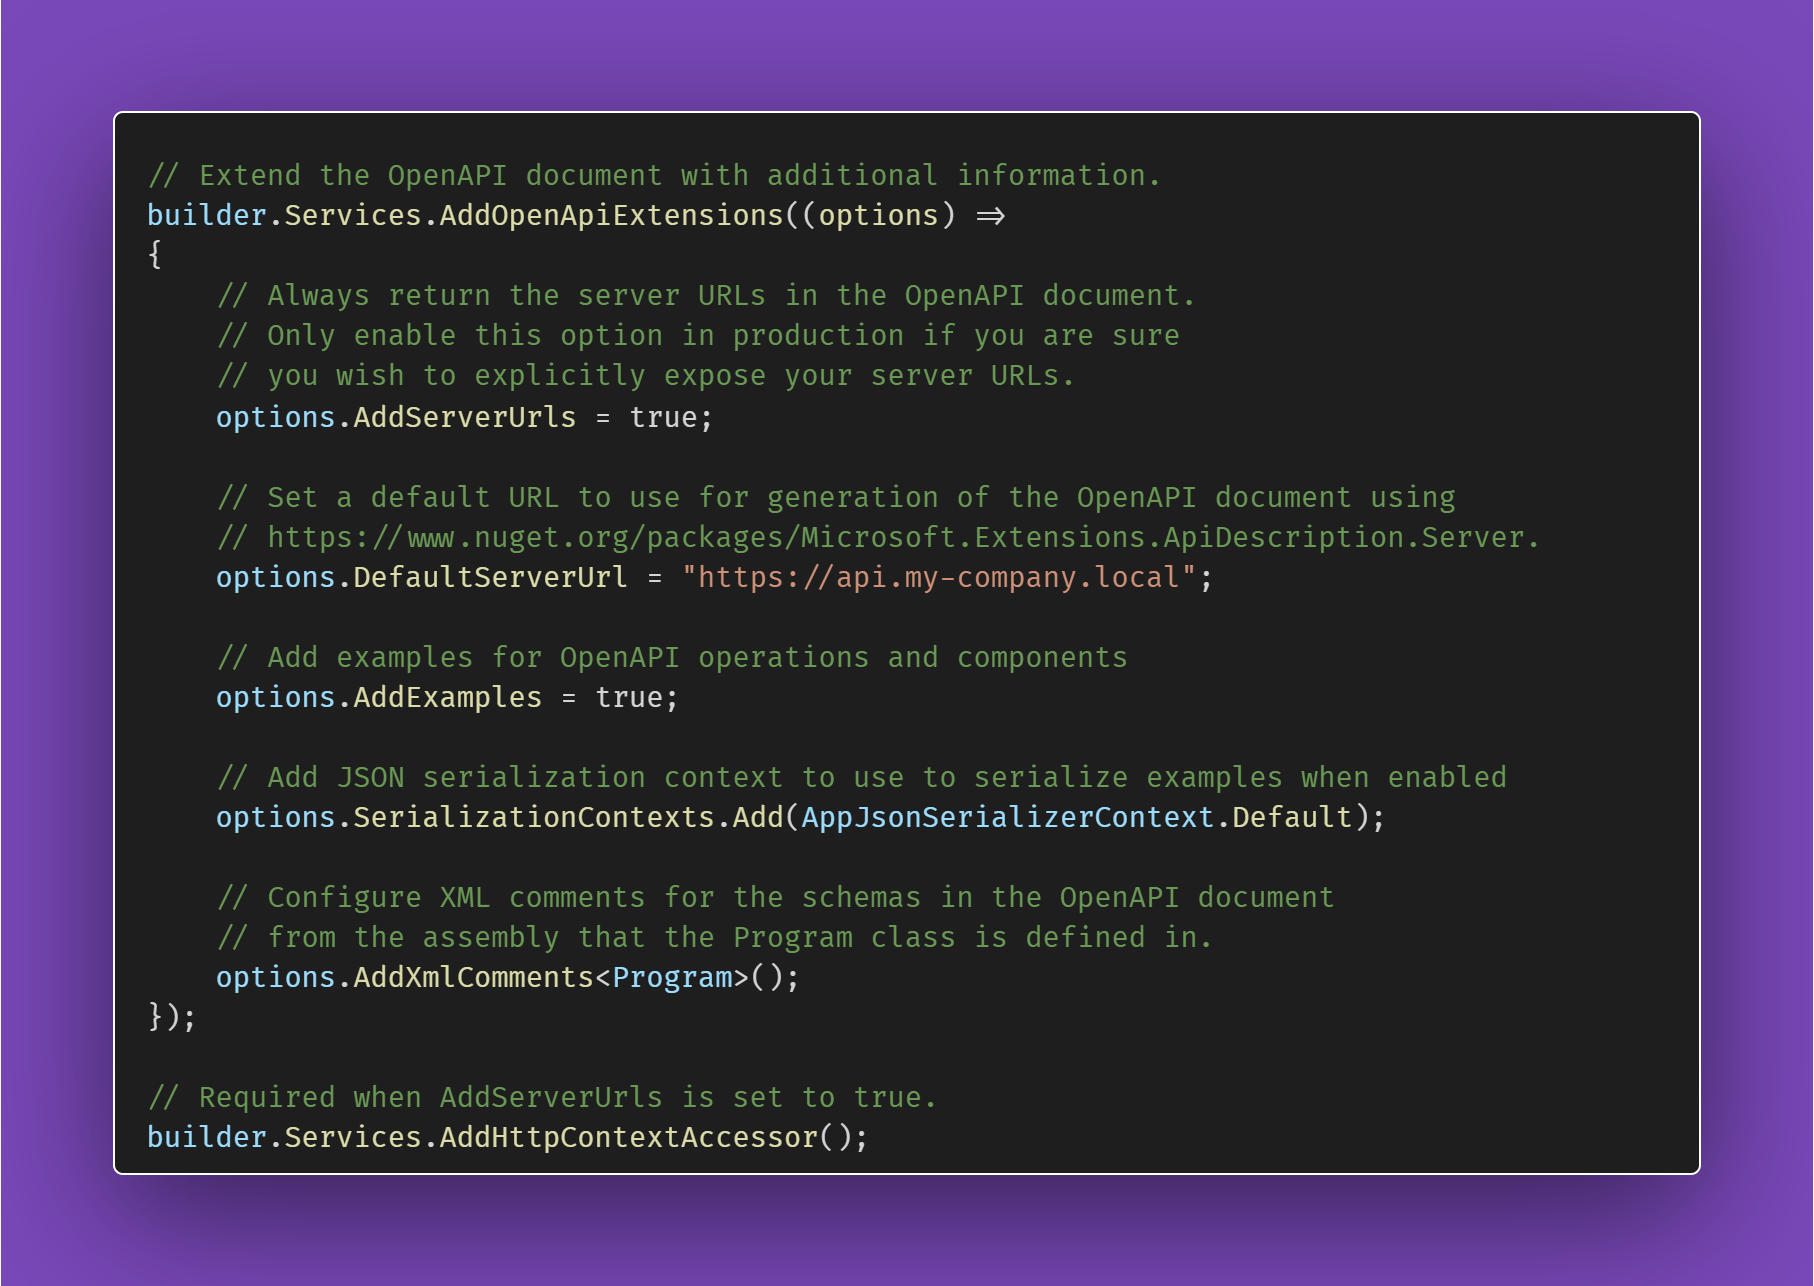 // Extend the OpenAPI document with additional information.
builder.Services.AddOpenApiExtensions((options) =>
{
    // Always return the server URLs in the OpenAPI document.
    // Only enable this option in production if you are sure
    // you wish to explicitly expose your server URLs.
    options.AddServerUrls = true;

    // Set a default URL to use for generation of the OpenAPI document using
    // https://www.nuget.org/packages/Microsoft.Extensions.ApiDescription.Server.
    options.DefaultServerUrl = "https://api.my-company.local";

    // Add examples for OpenAPI operations and components
    options.AddExamples = true;

    // Add JSON serialization context to use to serialize examples when enabled
    options.SerializationContexts.Add(AppJsonSerializerContext.Default);

    // Configure XML comments for the schemas in the OpenAPI document
    // from the assembly that the Program class is defined in.
    options.AddXmlComments<Program>();
});

// Required when AddServerUrls is set to true.
builder.Services.AddHttpContextAccessor();